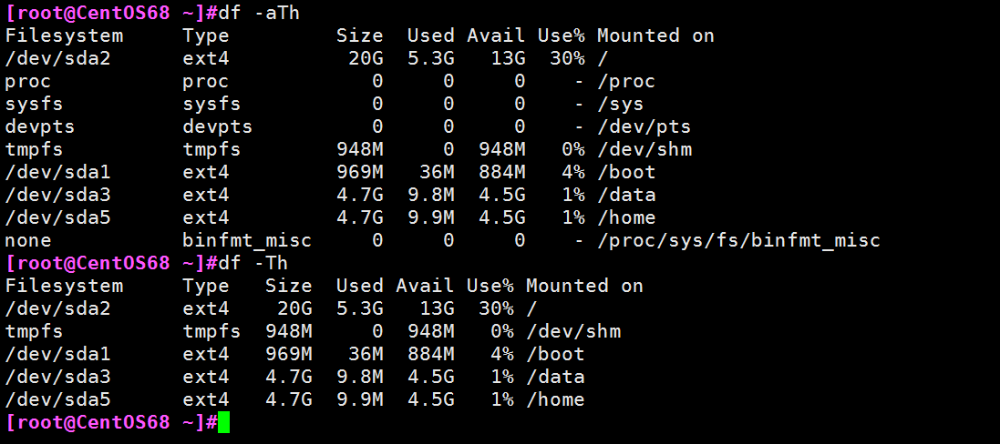 [root@CentOS68 ~]#df -aTh
Filesystem     Type         Size  Used Avail Use% Mounted on
/dev/sda2      ext4          20G  5.3G   13G  30% /
proc           proc            0     0     0    - /proc
sysfs          sysfs           0     0     0    - /sys
devpts         devpts          0     0     0    - /dev/pts
tmpfs          tmpfs        948M     0  948M   0% /dev/shm
/dev/sda1      ext4         969M   36M  884M   4% /boot
/dev/sda3      ext4         4.7G  9.8M  4.5G   1% /data
/dev/sda5      ext4         4.7G  9.9M  4.5G   1% /home
none           binfmt_misc     0     0     0    - /proc/sys/fs/binfmt_misc
[root@CentOS68 ~]#df -Th
Filesystem     Type   Size  Used Avail Use% Mounted on
/dev/sda2      ext4    20G  5.3G   13G  30% /
tmpfs          tmpfs  948M     0  948M   0% /dev/shm
/dev/sda1      ext4   969M   36M  884M   4% /boot
/dev/sda3      ext4   4.7G  9.8M  4.5G   1% /data
/dev/sda5      ext4   4.7G  9.9M  4.5G   1% /home
[root@CentOS68 ~]#